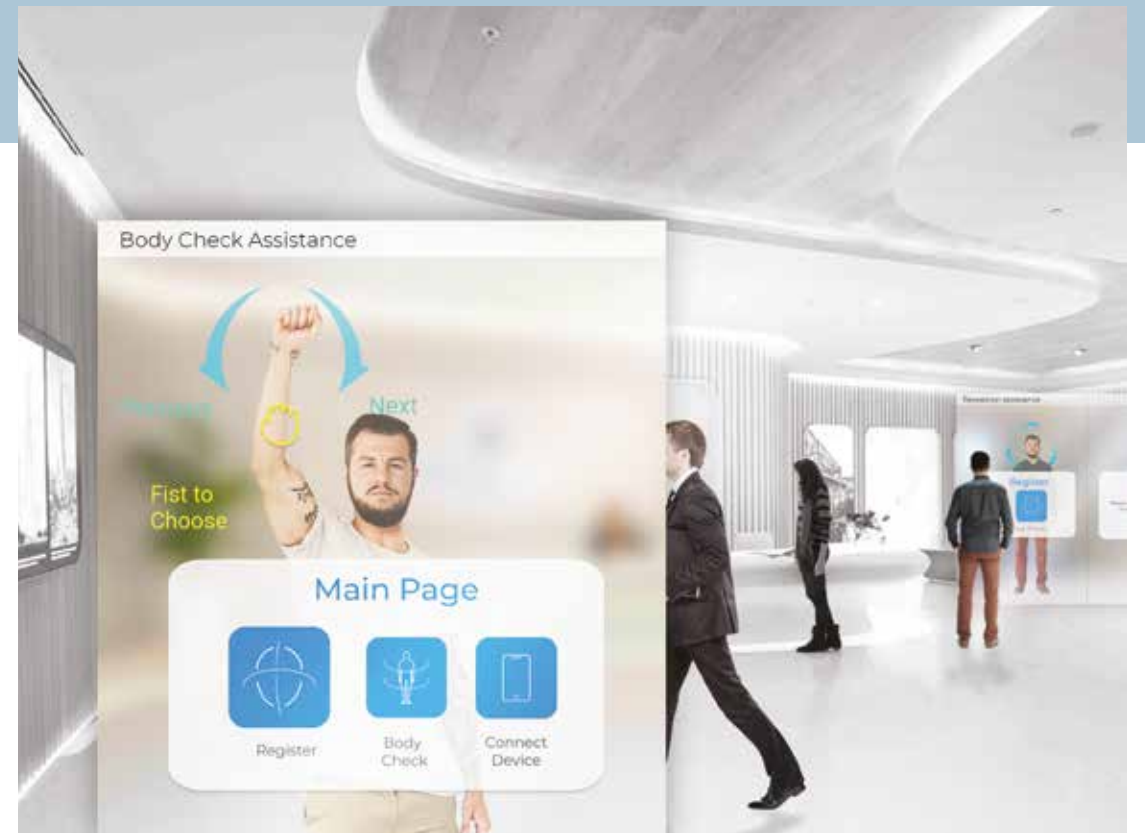 Body Check Assistance
Next
Fist to
Choose
Main Page
Register
Body
Check
Connect
Device
Register